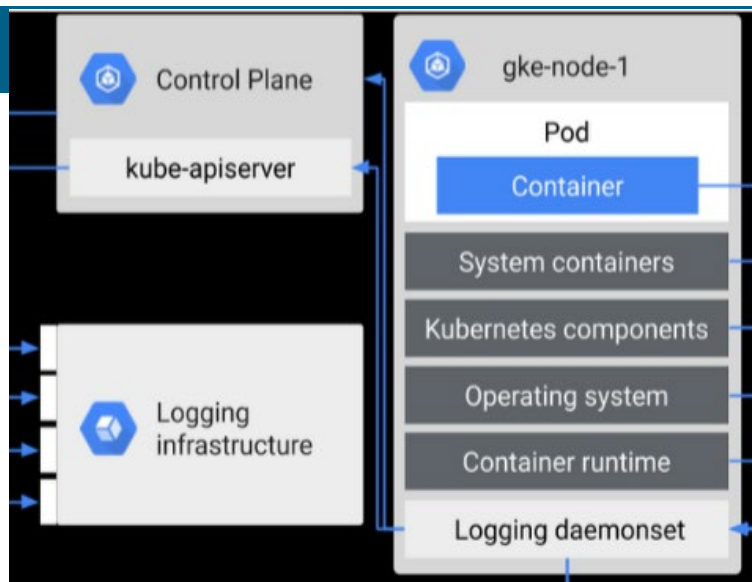 Control Plane
kube-apiserver
Logging
infrastructure
gke-node-1
Pod
Container
System containers
Kubernetes components
Operating system
Container runtime
Logging daemonset